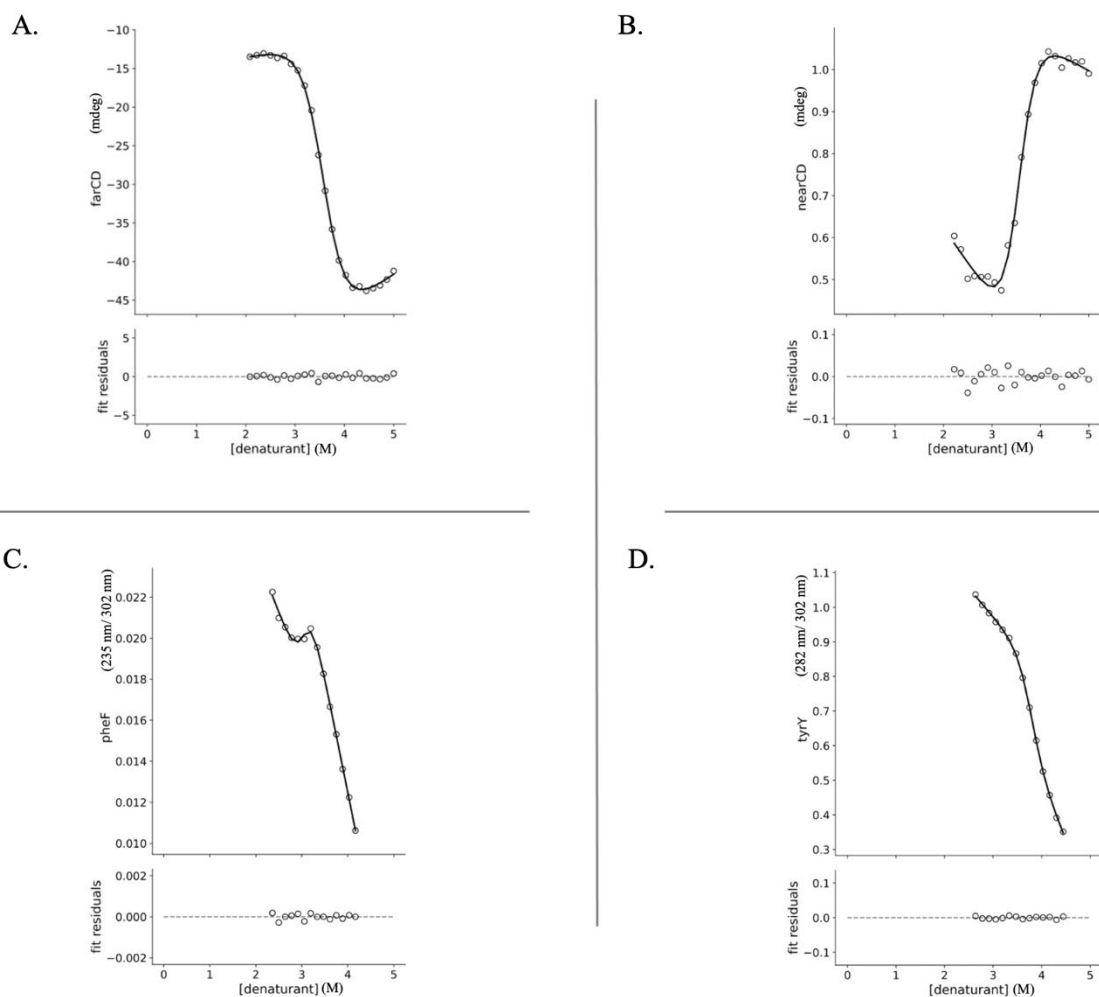 A.
−10
−15
−20
−25
−30
−35
−40
−45
farCD (mdeg)
5
0
−5
fit residuals
0 1 2 3 4 5
[denaturant] (M)
B.
1.0
0.9
0.8
0.7
0.6
0.5
nearCD (mdeg)
0.1
0.0
−0.1
fit residuals
0 1 2 3 4 5
[denaturant] (M)
C.
0.022
0.020
0.018
0.016
0.014
0.012
0.010
pheF (235 nm/ 302 nm)
0.002
0.000
−0.002
fit residuals
0 1 2 3 4 5
[denaturant] (M)
D.
1.1
1.0
0.9
0.8
0.7
0.6
0.5
0.4
0.3
tyrY (282 nm/ 302 nm)
0.1
0.0
−0.1
fit residuals
0 1 2 3 4 5
[denaturant] (M)